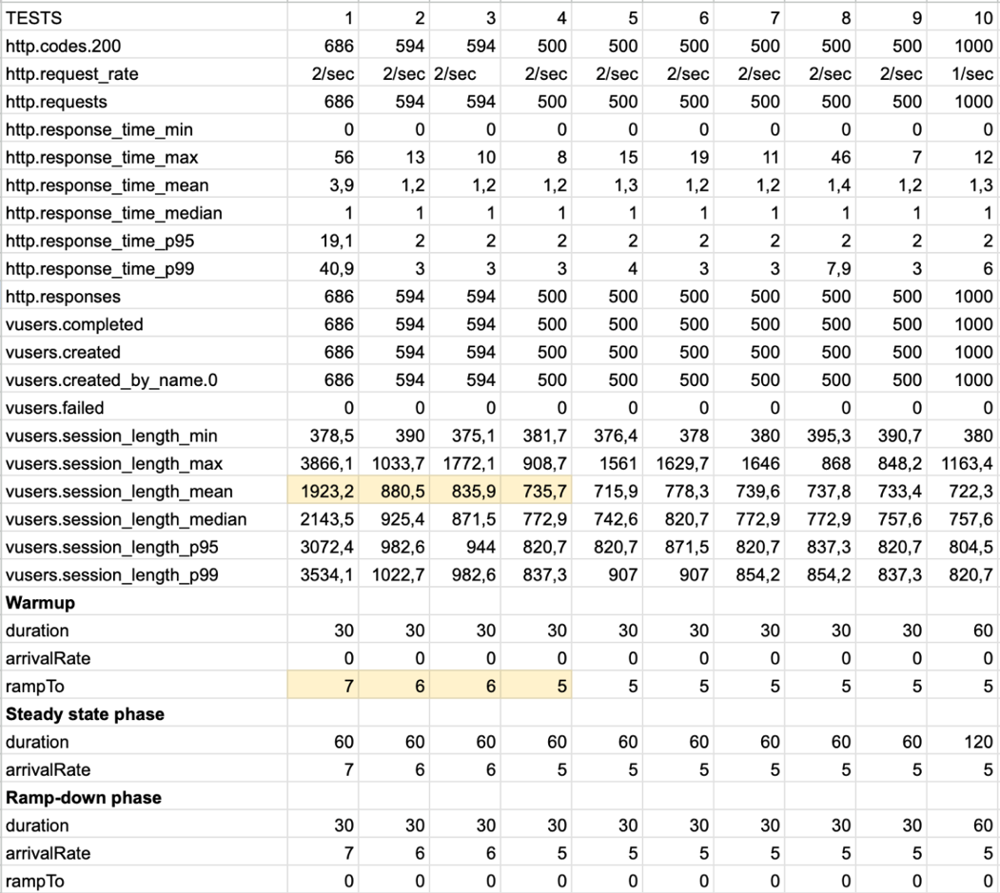 TESTS 1 2 3 4 5 6 7 8 9 10
http.codes.200 686 594 594 500 500 500 500 500 500 1000
http.request_rate 2/sec 2/sec 2/sec 2/sec 2/sec 2/sec 2/sec 2/sec 2/sec 1/sec
http.requests 686 594 594 500 500 500 500 500 500 1000
http.response_time_min 0 0 0 0 0 0 0 0 0 0
http.response_time_max 56 13 10 8 15 19 11 46 7 12
http.response_time_mean 3,9 1,2 1,2 1,2 1,3 1,2 1,2 1,4 1,2 1,3
http.response_time_median 1 1 1 1 1 1 1 1 1 1
http.response_time_p95 19,1 2 2 2 2 2 2 2 2 2
http.response_time_p99 40,9 3 3 3 4 3 3 7,9 3 6
http.responses 686 594 594 500 500 500 500 500 500 1000
vusers.completed 686 594 594 500 500 500 500 500 500 1000
vusers.created 686 594 594 500 500 500 500 500 500 1000
vusers.created_by_name.0 686 594 594 500 500 500 500 500 500 1000
vusers.failed 0 0 0 0 0 0 0 0 0 0
vusers.session_length_min 378,5 390 375,1 381,7 376,4 378 380 395,3 390,7 380
vusers.session_length_max 3866,1 1033,7 1772,1 908,7 1561 1629,7 1646 868 848,2 1163,4
vusers.session_length_mean 1923,2 880,5 835,9 735,7 715,9 778,3 739,6 737,8 733,4 722,3
vusers.session_length_median 2143,5 925,4 871,5 772,9 742,6 820,7 772,9 772,9 757,6 757,6
vusers.session_length_p95 3072,4 982,6 944 820,7 820,7 871,5 820,7 837,3 820,7 804,5
vusers.session_length_p99 3534,1 1022,7 982,6 837,3 907 907 854,2 854,2 837,3 820,7
Warmup
duration 30 30 30 30 30 30 30 30 30 60
arrivalRate 0 0 0 0 0 0 0 0 0 0
rampTo 7 6 6 5 5 5 5 5 5 5
Steady state phase
duration 60 60 60 60 60 60 60 60 60 120
arrivalRate 7 6 6 5 5 5 5 5 5 5
Ramp-down phase
duration 30 30 30 30 30 30 30 30 30 60
arrivalRate 7 6 6 5 5 5 5 5 5 5
rampTo 0 0 0 0 0 0 0 0 0 0